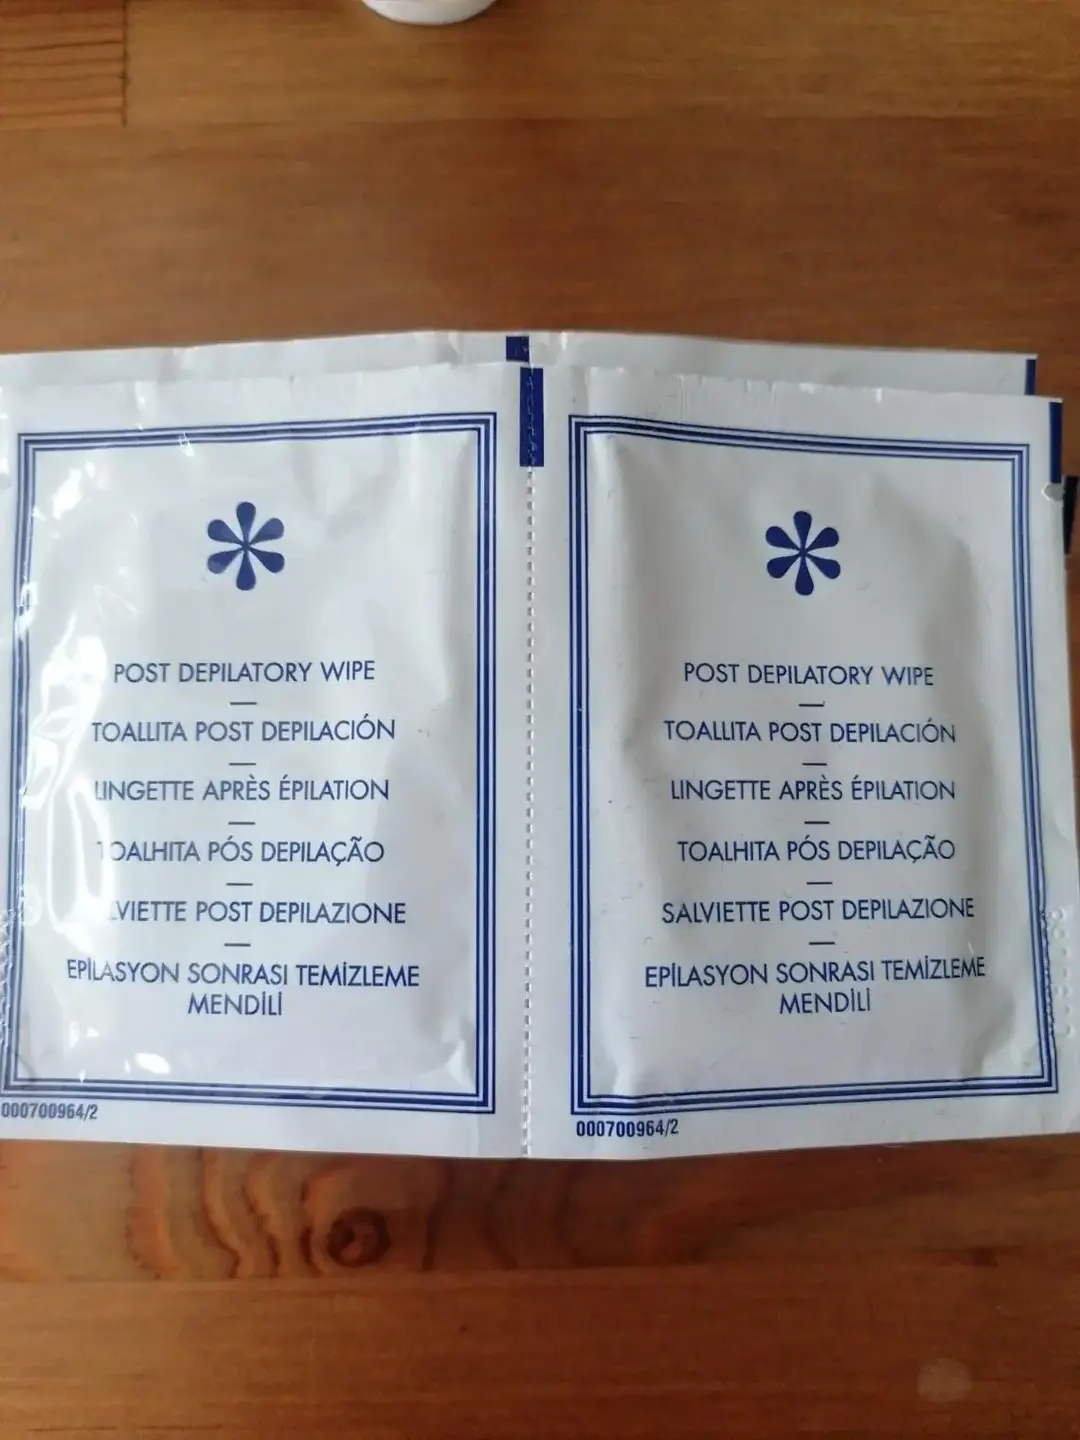 POST DEPILATORY WIPE
TOALLITA POST DEPILACIÓN
LINGETTE APRÈS ÉPILATION
TOALHITA PÓS DEPILAÇÃO
LVIETTE POST DEPILAZIONE
EPİLASYON SONRASI TEMİZLEME
MENDİLİ
000700964/2
POST DEPILATORY WIPE
TOALLITA POST DEPILACIÓN
LINGETTE APRÈS ÉPILATION
TOALHITA PÓS DEPILAÇÃO
SALVIETTE POST DEPILAZIONE
EPİLASYON SONRASI TEMİZLEME
MENDİLİ
000700964/2